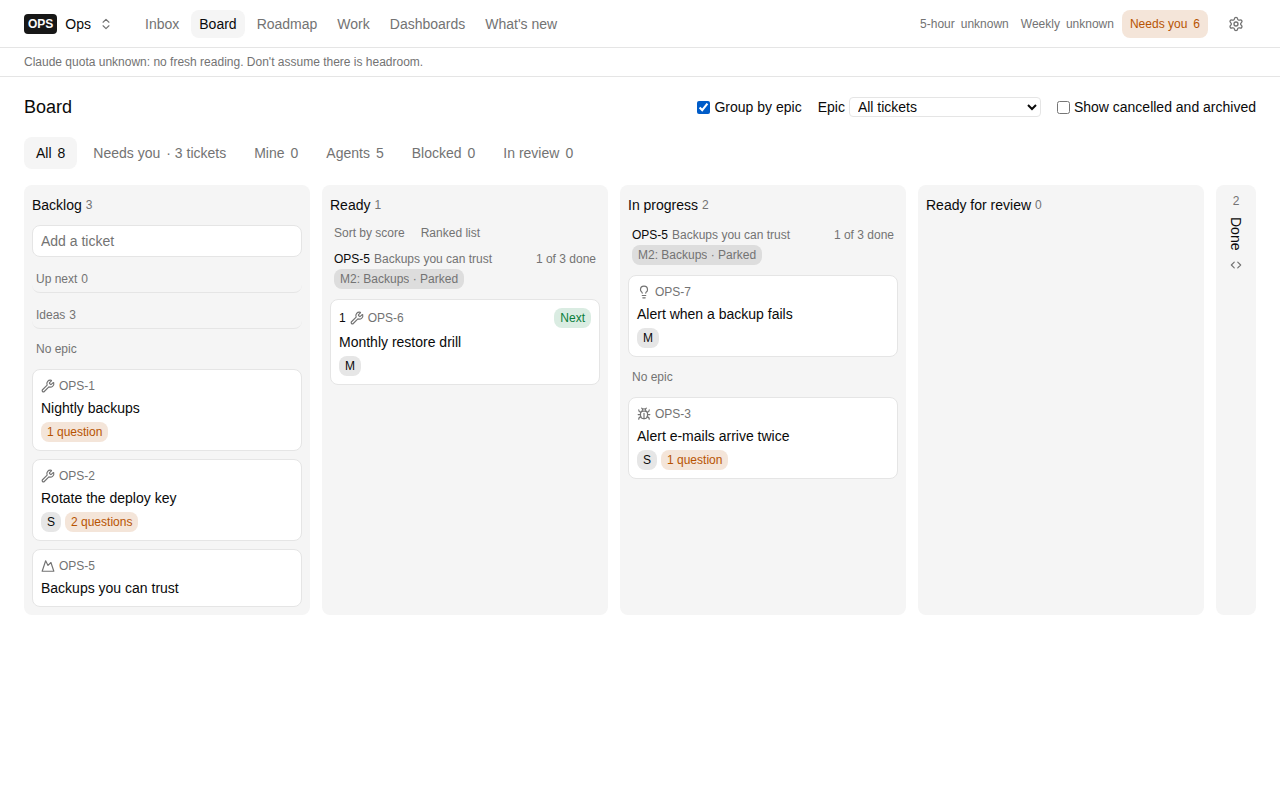 OPS Ops Inbox Board Roadmap Work Dashboards What's new 5-hour unknown Weekly unknown Needs you 6
Claude quota unknown: no fresh reading. Don't assume there is headroom.
Board Group by epic Epic All tickets Show cancelled and archived
All 8 Needs you · 3 tickets Mine 0 Agents 5 Blocked 0 In review 0
Backlog 3
Add a ticket
Up next 0
Ideas 3
No epic
OPS-1
Nightly backups
1 question
OPS-2
Rotate the deploy key
S 2 questions
OPS-5
Backups you can trust
Ready 1
Sort by score Ranked list
OPS-5 Backups you can trust 1 of 3 done
M2: Backups · Parked
1 OPS-6 Next
Monthly restore drill
M
In progress 2
OPS-5 Backups you can trust 1 of 3 done
M2: Backups · Parked
OPS-7
Alert when a backup fails
M
No epic
OPS-3
Alert e-mails arrive twice
S 1 question
Ready for review 0
2
Done